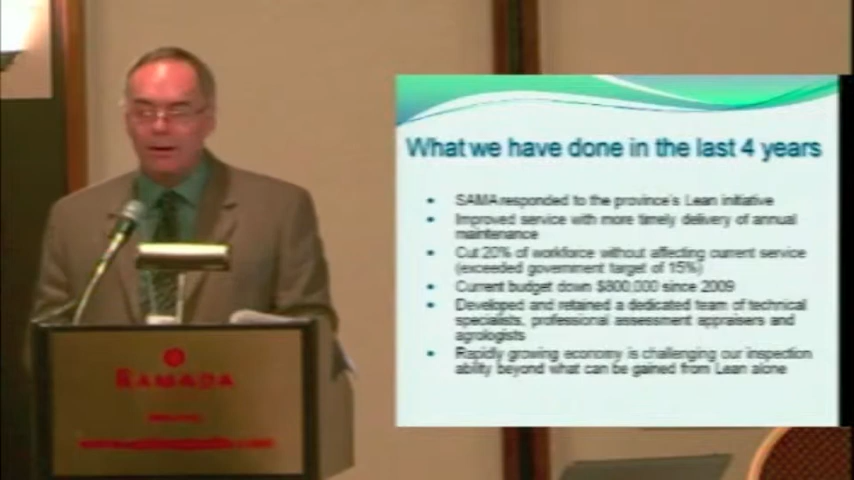 What we have done in the last 4 years
• SAMA responded to the province's Lean initiative
• Improved service with more timely delivery of annual
maintenance
• Cut 20% of workforce without affecting current service
(exceeded government target of 15%)
• Current budget down $800,000 since 2009
• Developed and retained a dedicated team of technical
specialists, professional assessment appraisers and
agrologists
• Rapidly growing economy is challenging our inspection
ability beyond what can be gained from Lean alone
RAMADA